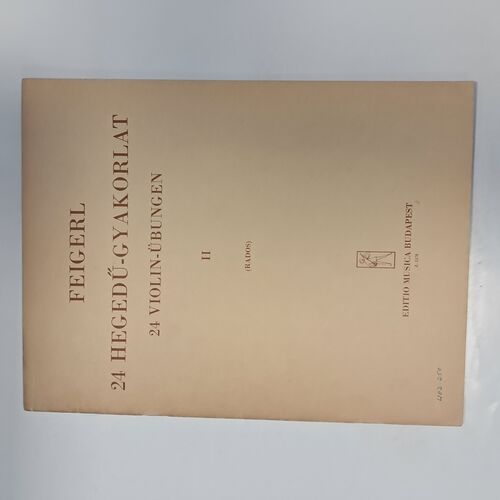 FEIGERL
24 HEGEDŰ-GYAKORLAT
24 VIOLIN-ÜBUNGEN
II
(RADOS)
EDITIO MUSICA BUDAPEST